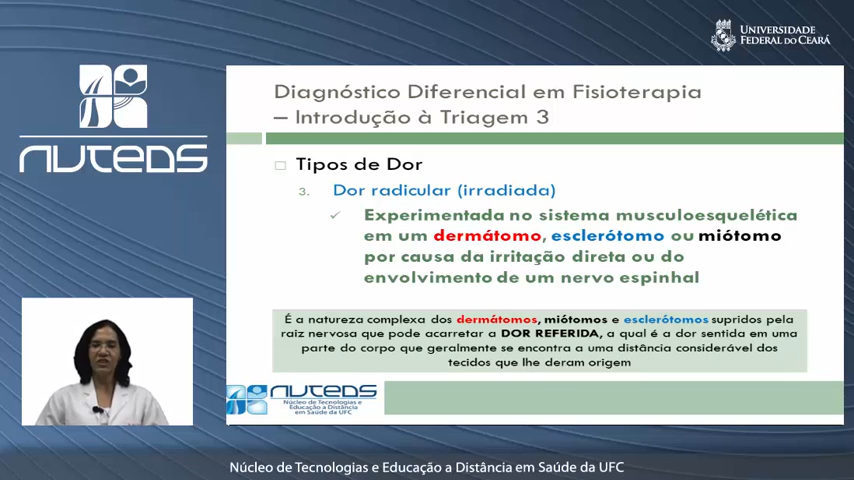 UNIVERSIDADE
FEDERAL DO CEARÁ
NUTEDS
Diagnóstico Diferencial em Fisioterapia
– Introdução à Triagem 3
Tipos de Dor
3. Dor radicular (irradiada)
✓ Experimentada no sistema musculoesquelética
em um dermátomo, esclerótomo ou miótomo
por causa da irritação direta ou do
envolvimento de um nervo espinhal
É a natureza complexa dos dermátomos, miótomos e esclerótomos supridos pela
raiz nervosa que pode acarretar a DOR REFERIDA, a qual é a dor sentida em uma
parte do corpo que geralmente se encontra a uma distância considerável dos
tecidos que lhe deram origem
NUTEDS
Núcleo de Tecnologias e
Educação a Distância
em Saúde da UFC
Núcleo de Tecnologias e Educação a Distância em Saúde da UFC